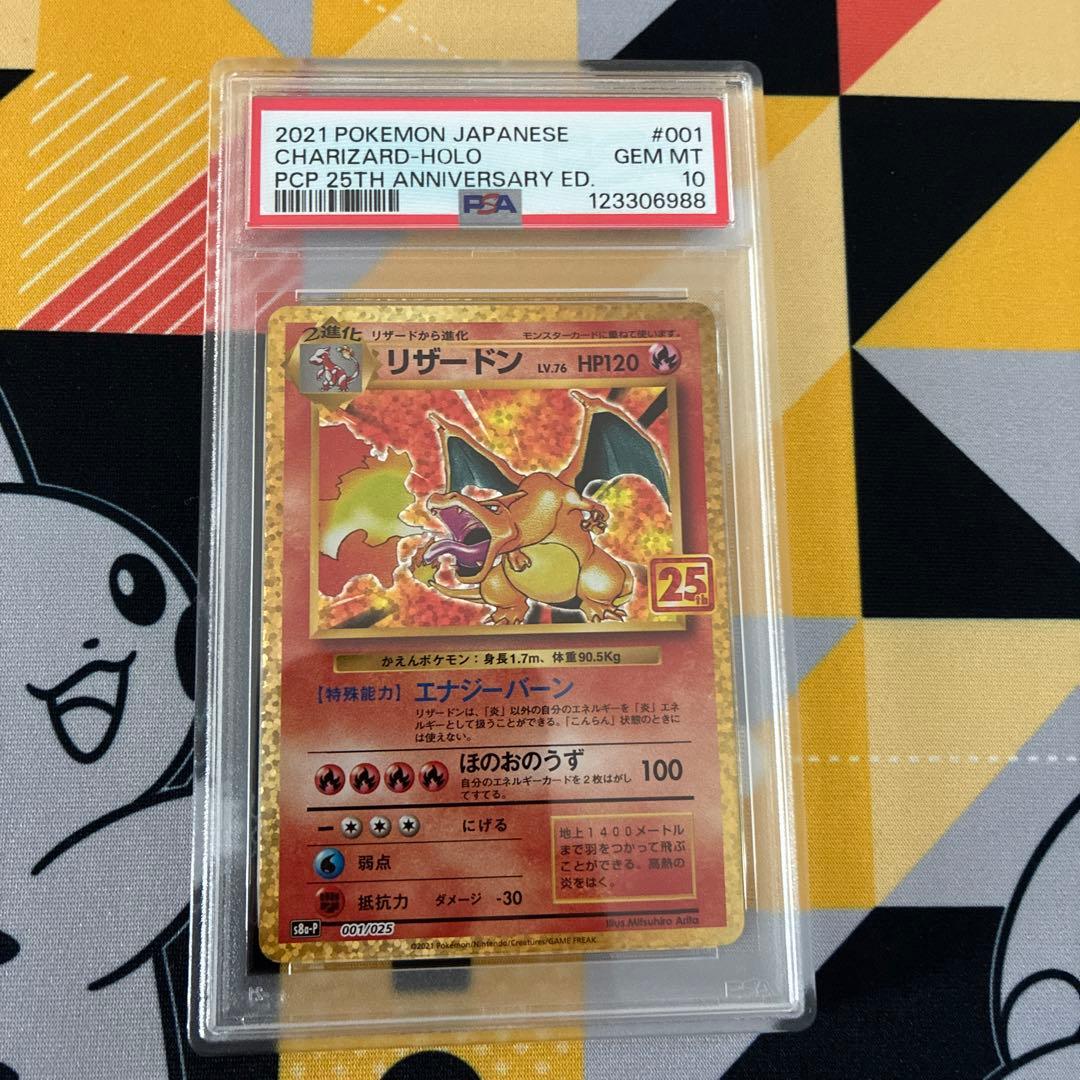 2021 POKEMON JAPANESE #001
CHARIZARD-HOLO GEM MT
PCP 25TH ANNIVERSARY ED. 10
PSA 123306988
2進化 リザードから進化 モンスターカードに重ねて使います。
リザードン LV.76 HP120
25th
かえんポケモン：身長1.7m、体重90.5Kg
【特殊能力】エナジーバーン
リザードンは、「炎」以外の自分のエネルギーを「炎」エネ
ルギーとして扱うことができる。「こんらん」状態のときに
は使えない。
ほのおのうず 100
自分のエネルギーカードを２枚はがし
てすてる。
にげる
弱点
抵抗力 ダメージ -30
地上１４００メートル
まで羽をつかって飛ぶ
ことができる。高熱の
炎をはく。
Illus.Mitsuhiro Arita
s8a-P 001/025
©2021 Pokémon/Nintendo/Creatures/GAME FREAK
PSA